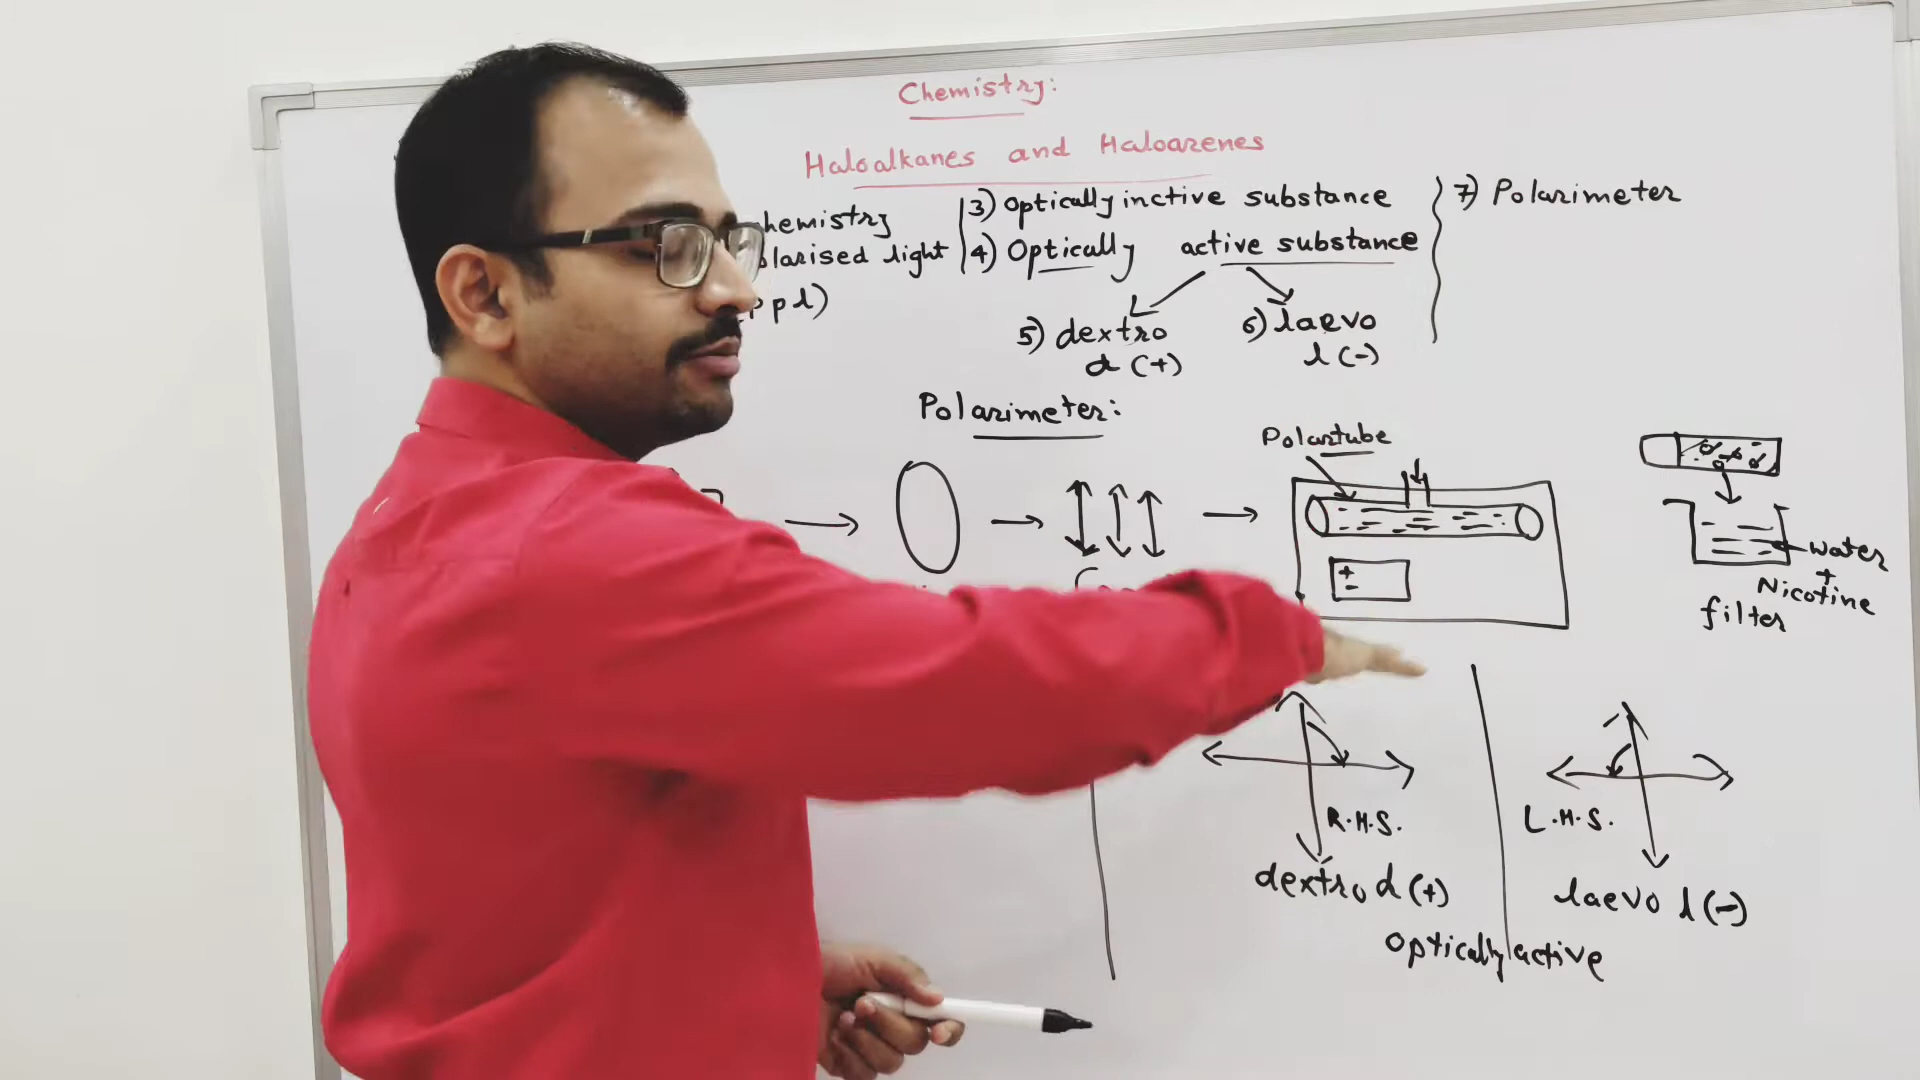 Chemistry:
Haloalkanes and Haloarenes
hemistry
larised light
ppl)
3) Optically inctive substance
4) Optically active substance
5) dextro
d (+)
6) laevo
l (-)
7) Polarimeter
Polarimeter:
Polartube
+
-
water
+
Nicotine
filter
R.H.S.
dextro d (+)
L.H.S.
laevo l (-)
Optically active